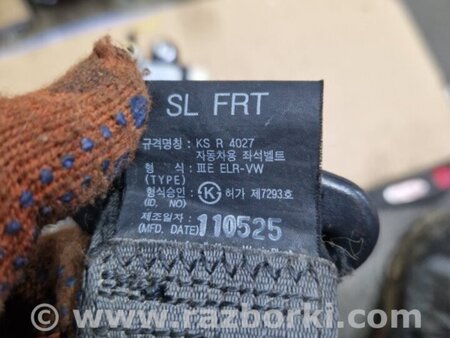 SL FRT
규격명칭 : KS R 4027
자동차용 좌석벨트
형 식 : ⅢE ELR-VW
(TYPE)
형식승인 : Ⓚ 허가 제7293호
(ID. NO)
제조일자 :
(MFD. DATE) 110525
www.razborki.com